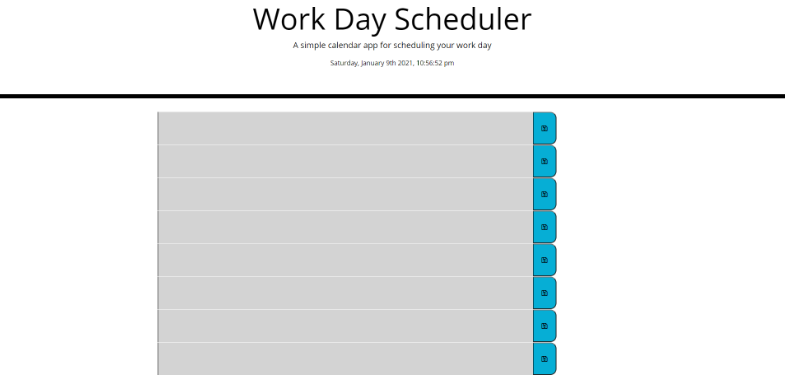 Work Day Scheduler
A simple calendar app for scheduling your work day
Saturday, January 9th 2021, 10:56:52 pm